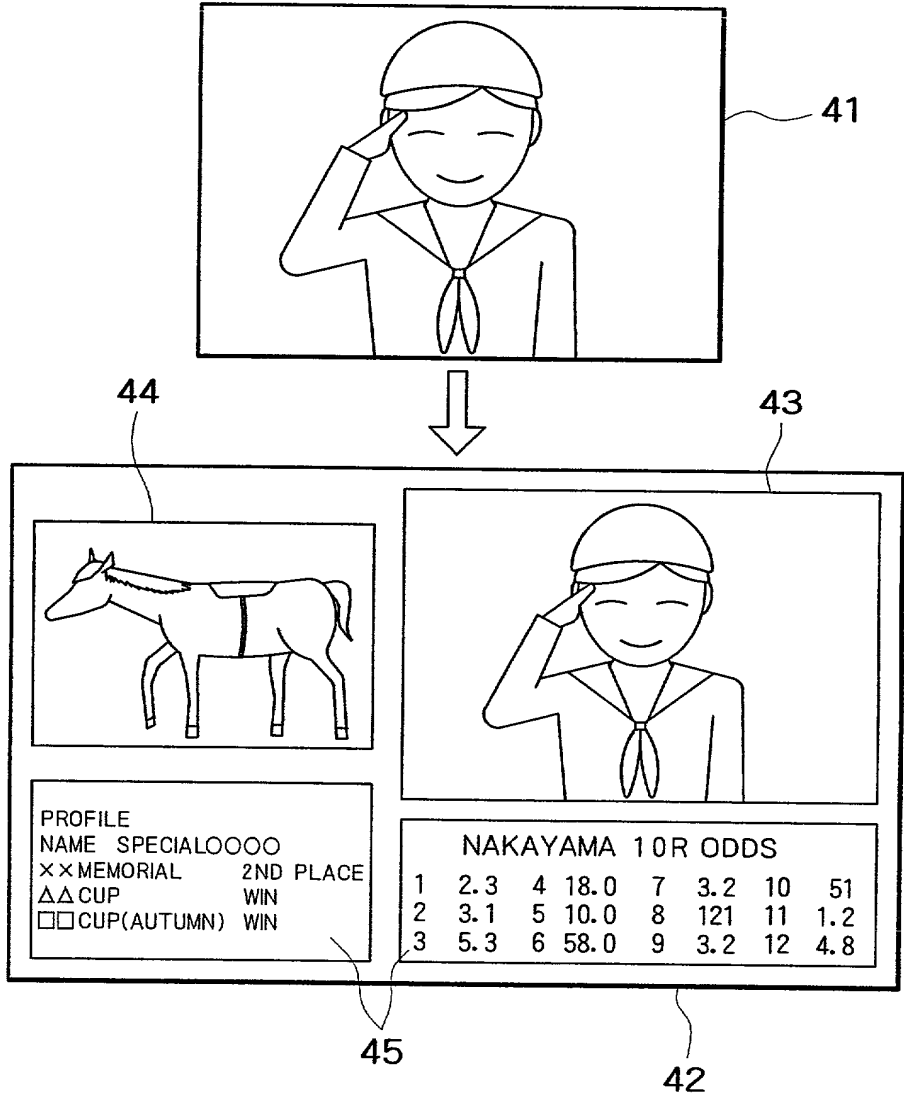 41
44
43
PROFILE
NAME SPECIAL○○○○
××MEMORIAL 2ND PLACE
△△CUP WIN
□□CUP(AUTUMN) WIN
NAKAYAMA 10R ODDS
1 2.3 4 18.0 7 3.2 10 51
2 3.1 5 10.0 8 121 11 1.2
3 5.3 6 58.0 9 3.2 12 4.8
45
42